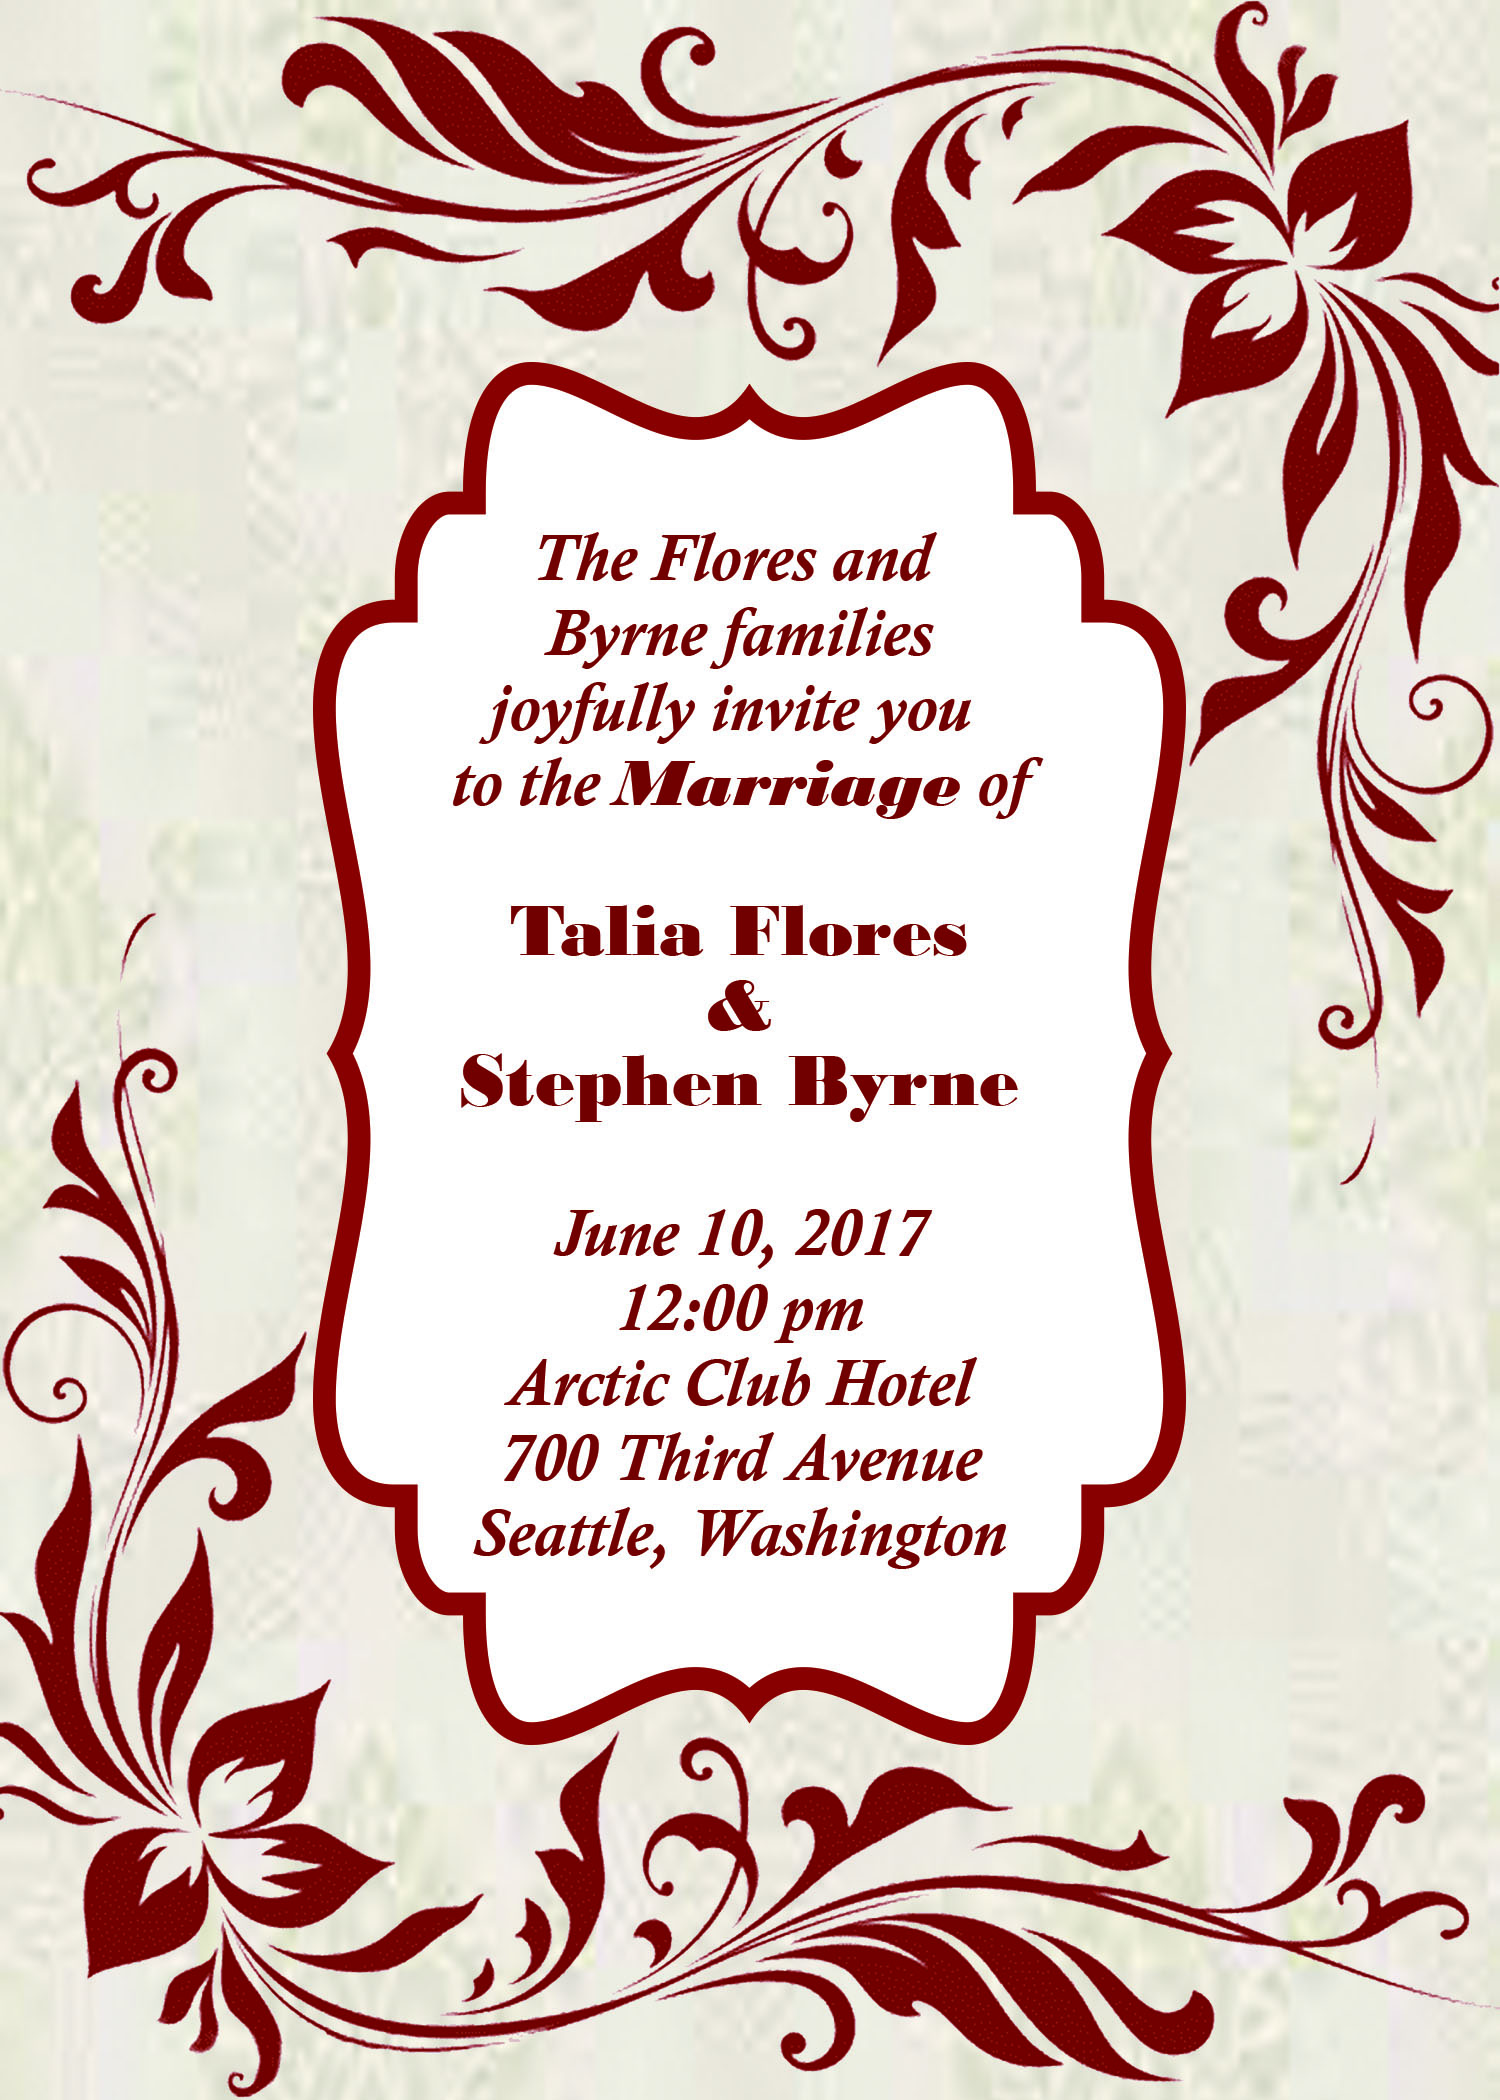 The Flores and
Byrne families
joyfully invite you
to the Marriage of
Talia Flores
&
Stephen Byrne
June 10, 2017
12:00 pm
Arctic Club Hotel
700 Third Avenue
Seattle, Washington